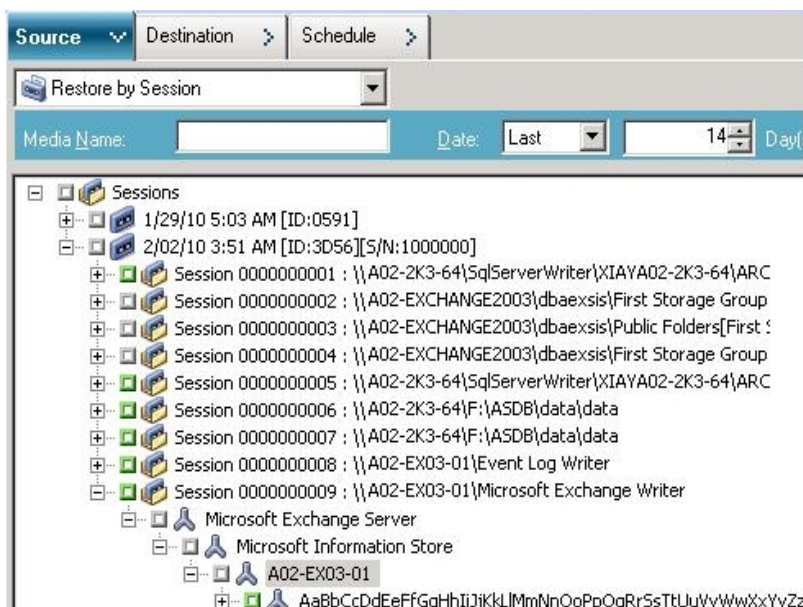 Source Destination Schedule
Restore by Session
Media Name: Date: Last 14 Day(
Sessions
1/29/10 5:03 AM [ID:0591]
2/02/10 3:51 AM [ID:3D56][S/N:1000000]
Session 0000000001 : \\A02-2K3-64\SqlServerWriter\XIAYA02-2K3-64\ARC
Session 0000000002 : \\A02-EXCHANGE2003\dbaexsis\First Storage Group
Session 0000000003 : \\A02-EXCHANGE2003\dbaexsis\Public Folders[First
Session 0000000004 : \\A02-EXCHANGE2003\dbaexsis\First Storage Group
Session 0000000005 : \\A02-2K3-64\SqlServerWriter\XIAYA02-2K3-64\ARC
Session 0000000006 : \\A02-2K3-64\F:\ASDB\data\data
Session 0000000007 : \\A02-2K3-64\F:\ASDB\data\data
Session 0000000008 : \\A02-EX03-01\Event Log Writer
Session 0000000009 : \\A02-EX03-01\Microsoft Exchange Writer
Microsoft Exchange Server
Microsoft Information Store
A02-EX03-01
AaBbCcDdEeFfGgHhIiJjKkLlMmNnOoPpQqRrSsTtUuVvWwXxYyZz